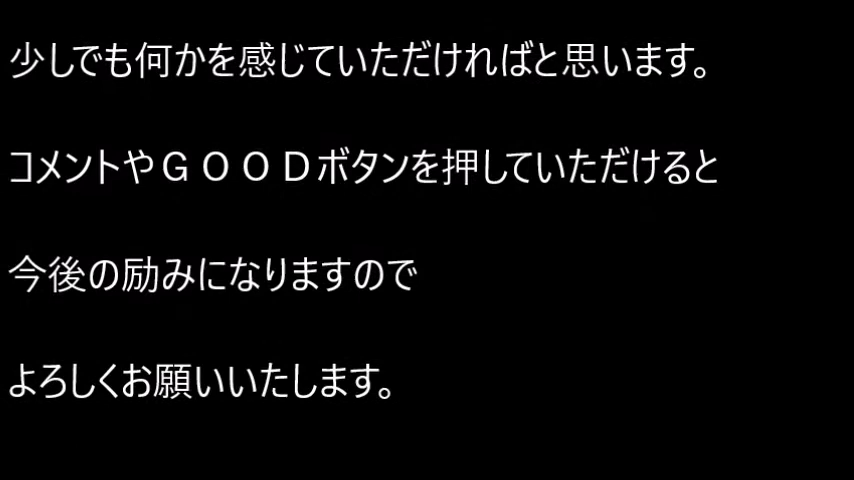 少しでも何かを感じていただければと思います。
コメントやＧＯＯＤボタンを押していただけると
今後の励みになりますので
よろしくお願いいたします。